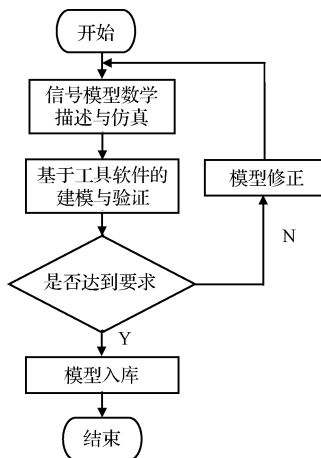 开始
信号模型数学
描述与仿真
基于工具软件的
建模与验证
模型修正
N
是否达到要求
Y
模型入库
结束